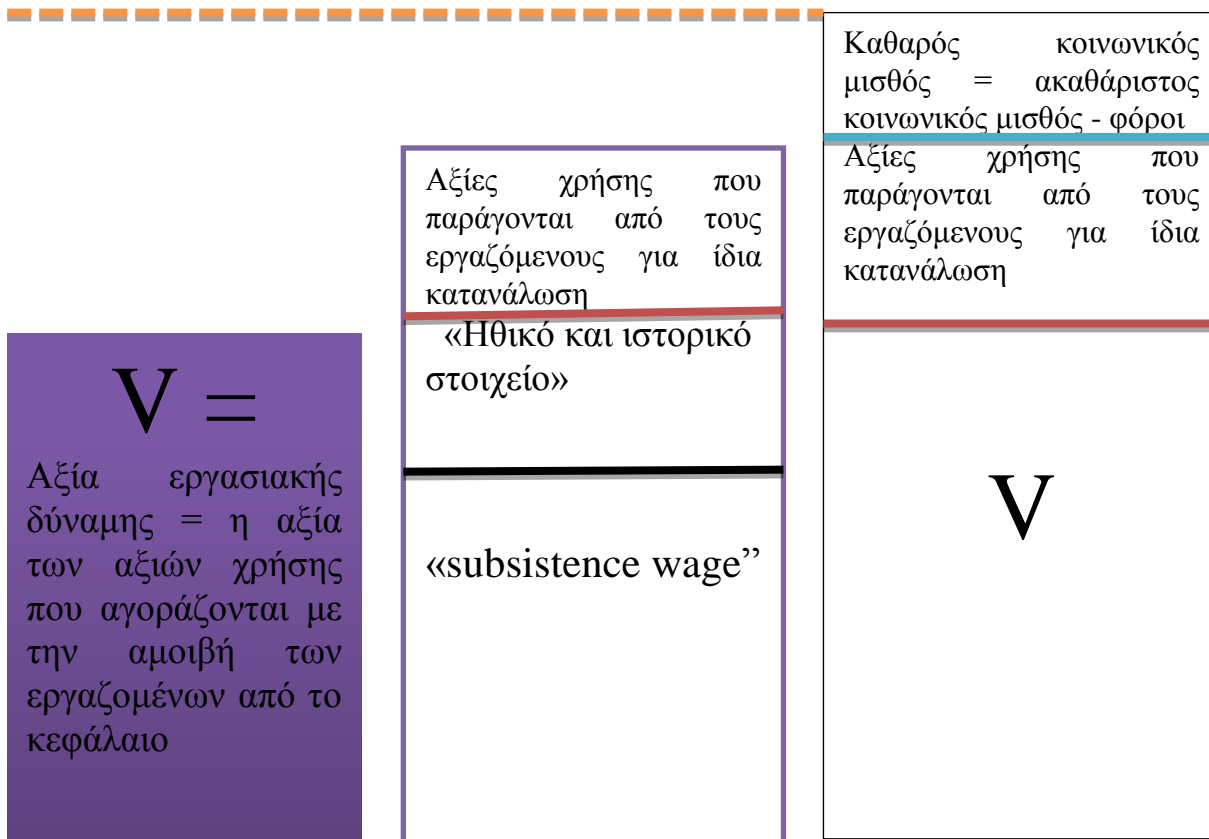 V =
Αξία εργασιακής
δύναμης = η αξία
των αξιών χρήσης
που αγοράζονται με
την αμοιβή των
εργαζομένων από το
κεφάλαιο
Αξίες χρήσης που
παράγονται από τους
εργαζόμενους για ίδια
κατανάλωση
«Ηθικό και ιστορικό
στοιχείο»
«subsistence wage”
Καθαρός κοινωνικός
μισθός = ακαθάριστος
κοινωνικός μισθός - φόροι
Αξίες χρήσης που
παράγονται από τους
εργαζόμενους για ίδια
κατανάλωση
V